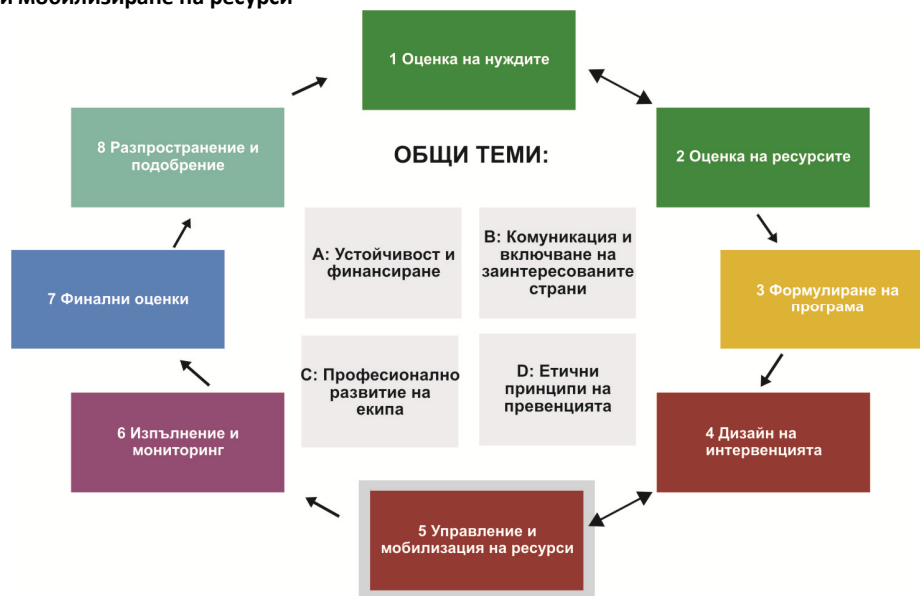 и мобилизиране на ресурси
1 Оценка на нуждите
2 Оценка на ресурсите
3 Формулиране на
програма
4 Дизайн на
интервенцията
5 Управление и
мобилизация на ресурси
6 Изпълнение и
мониторинг
7 Финални оценки
8 Разпространение и
подобрение
ОБЩИ ТЕМИ:
A: Устойчивост и
финансиране
B: Комуникация и
включване на
заинтересованите
страни
C: Професионално
развитие на
екипа
D: Етични
принципи на
превенцията